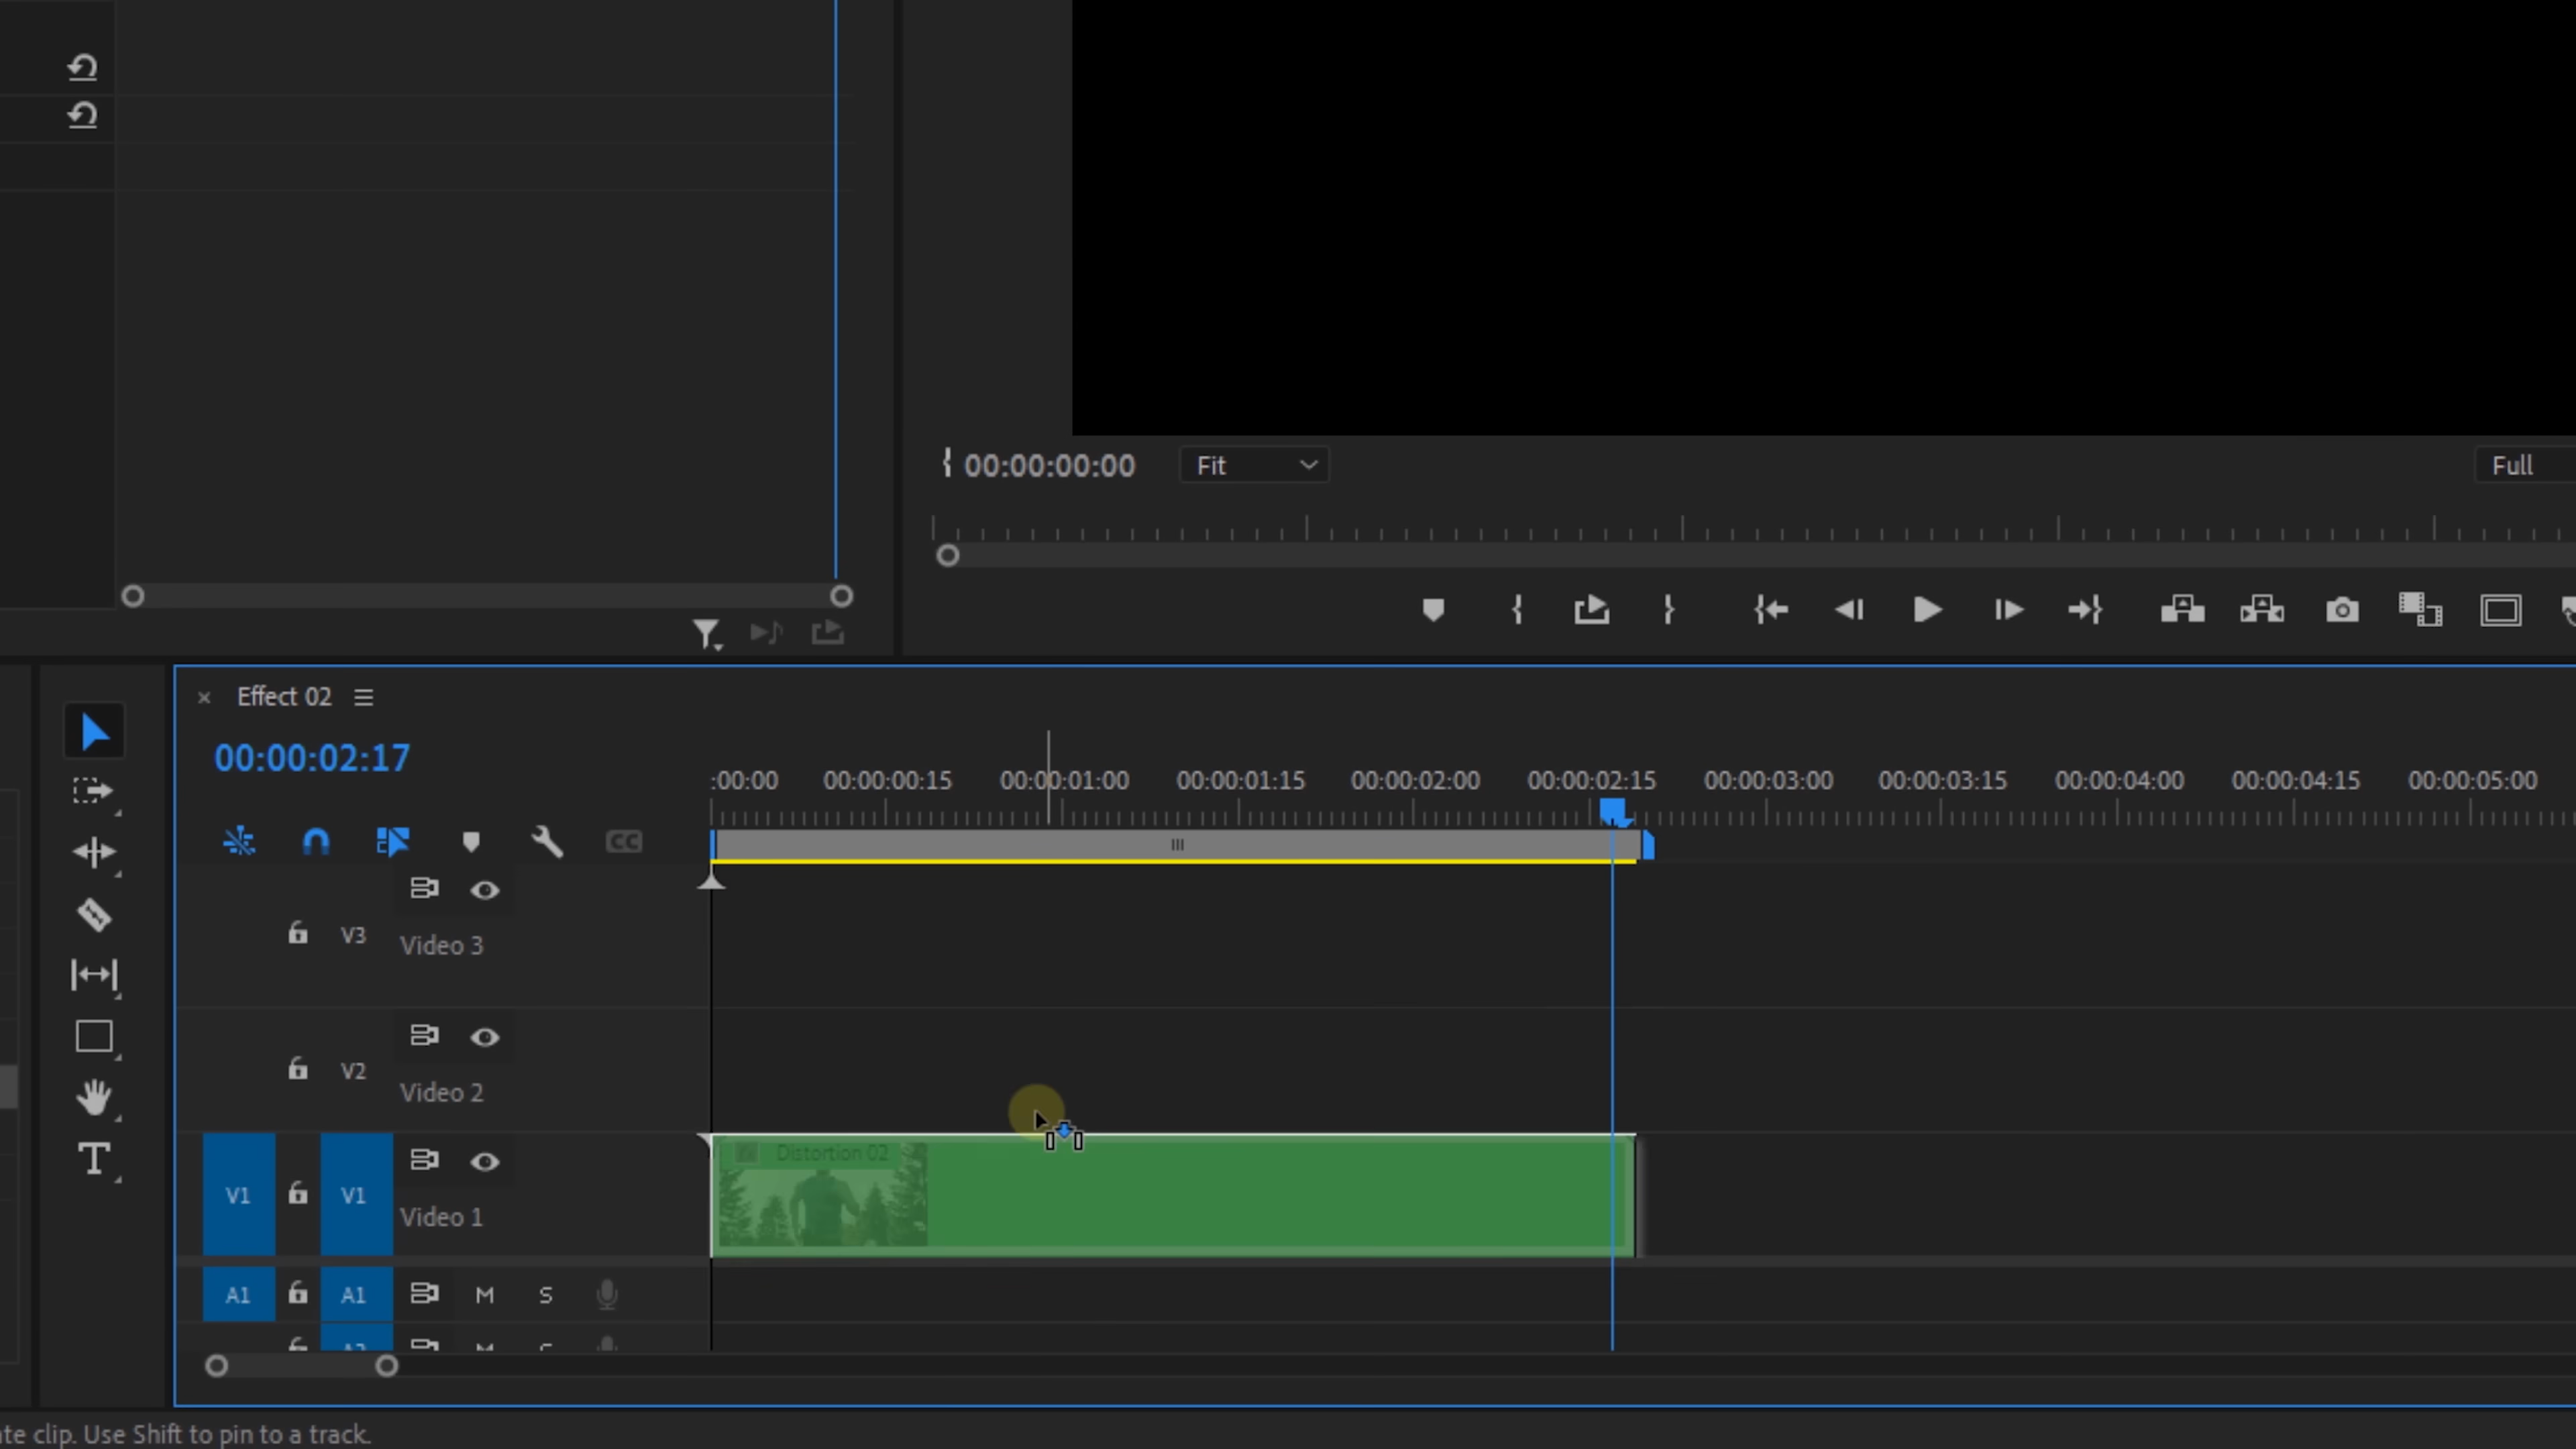 00:00:00:00 Fit Full
Effect 02
00:00:02:17
:00:00 00:00:00:15 00:00:01:00 00:00:01:15 00:00:02:00 00:00:02:15 00:00:03:00 00:00:03:15 00:00:04:00 00:00:04:15 00:00:05:00
CC
V3 Video 3
V2 Video 2
fx Distortion 02
V1 V1 Video 1
A1 A1 M S
ate clip. Use Shift to pin to a track.